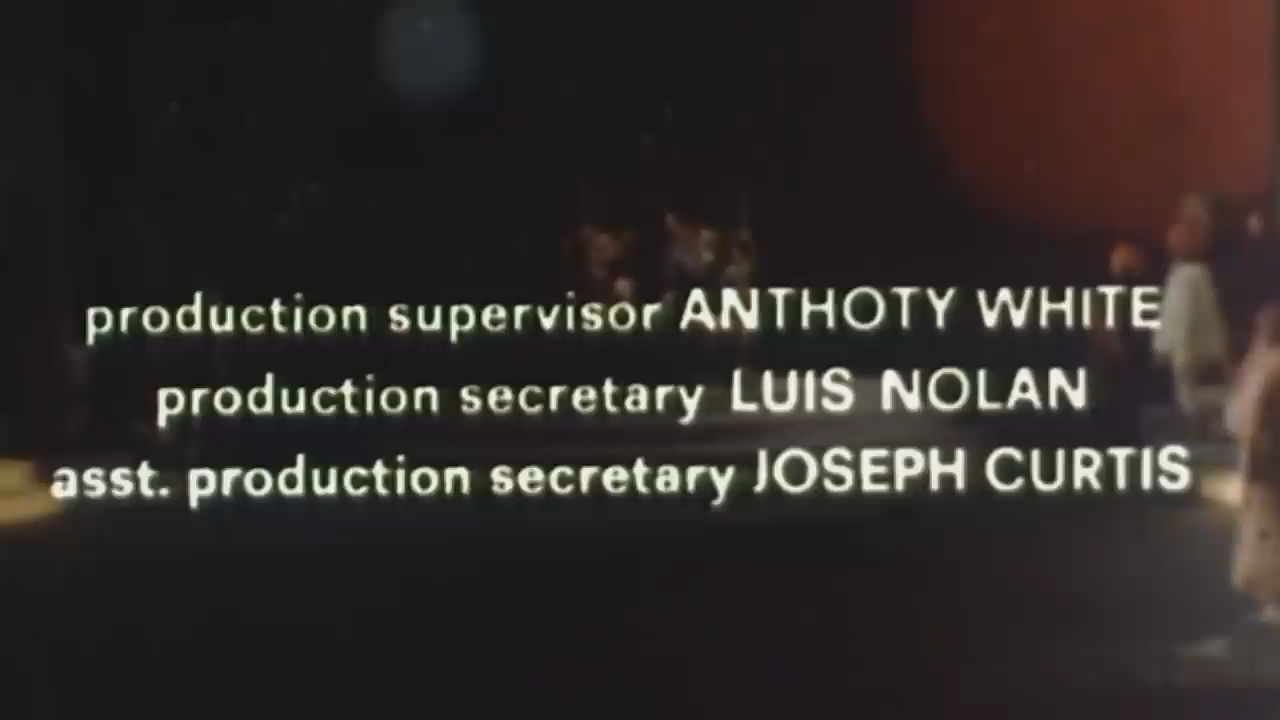 production supervisor ANTHOTY WHITE
production secretary LUIS NOLAN
asst. production secretary JOSEPH CURTIS